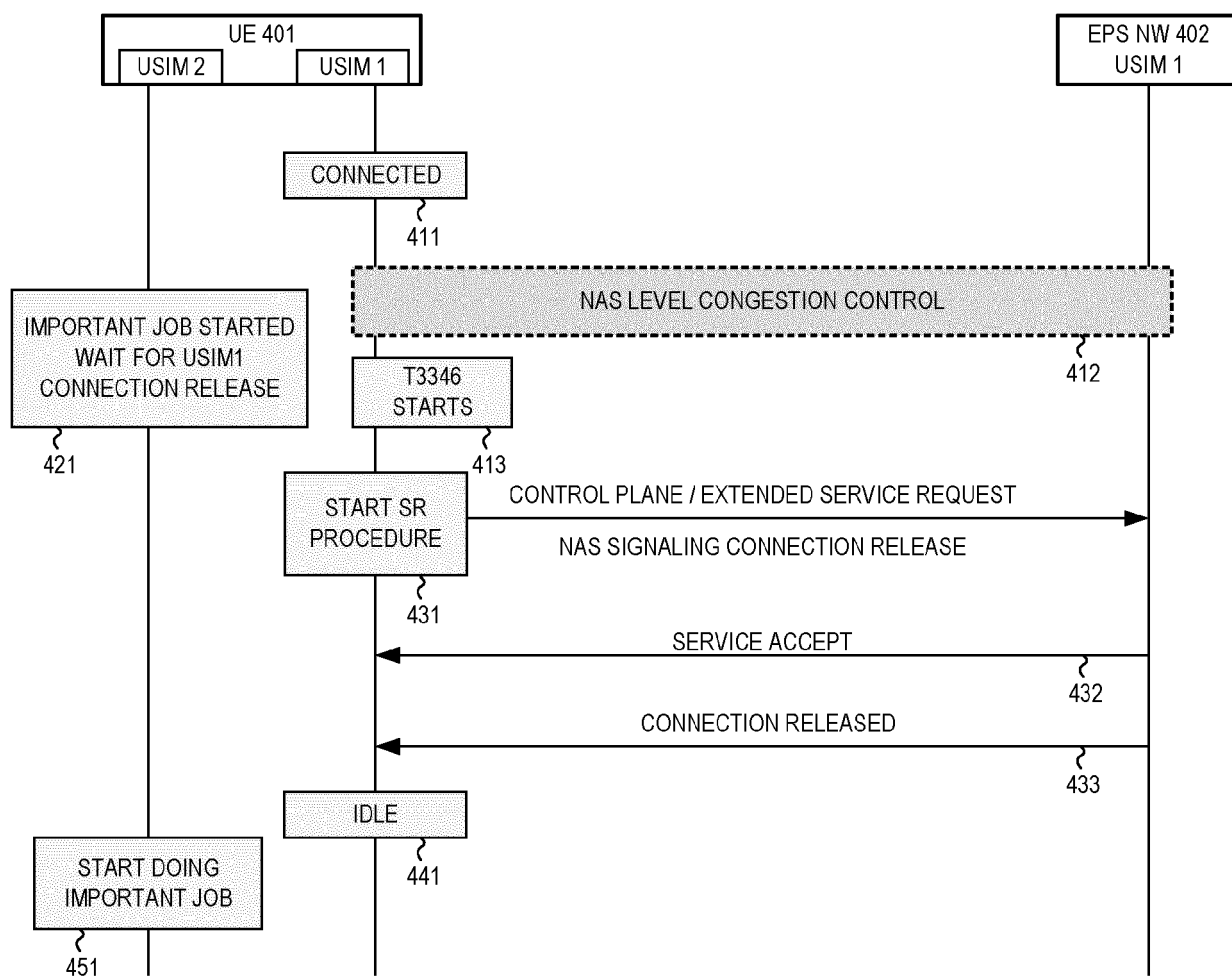 UE 401
USIM 2
USIM 1
EPS NW 402
USIM 1
CONNECTED
411
NAS LEVEL CONGESTION CONTROL
412
IMPORTANT JOB STARTED
WAIT FOR USIM1
CONNECTION RELEASE
421
T3346
STARTS
413
START SR
PROCEDURE
431
CONTROL PLANE / EXTENDED SERVICE REQUEST
NAS SIGNALING CONNECTION RELEASE
SERVICE ACCEPT
432
CONNECTION RELEASED
433
IDLE
441
START DOING
IMPORTANT JOB
451